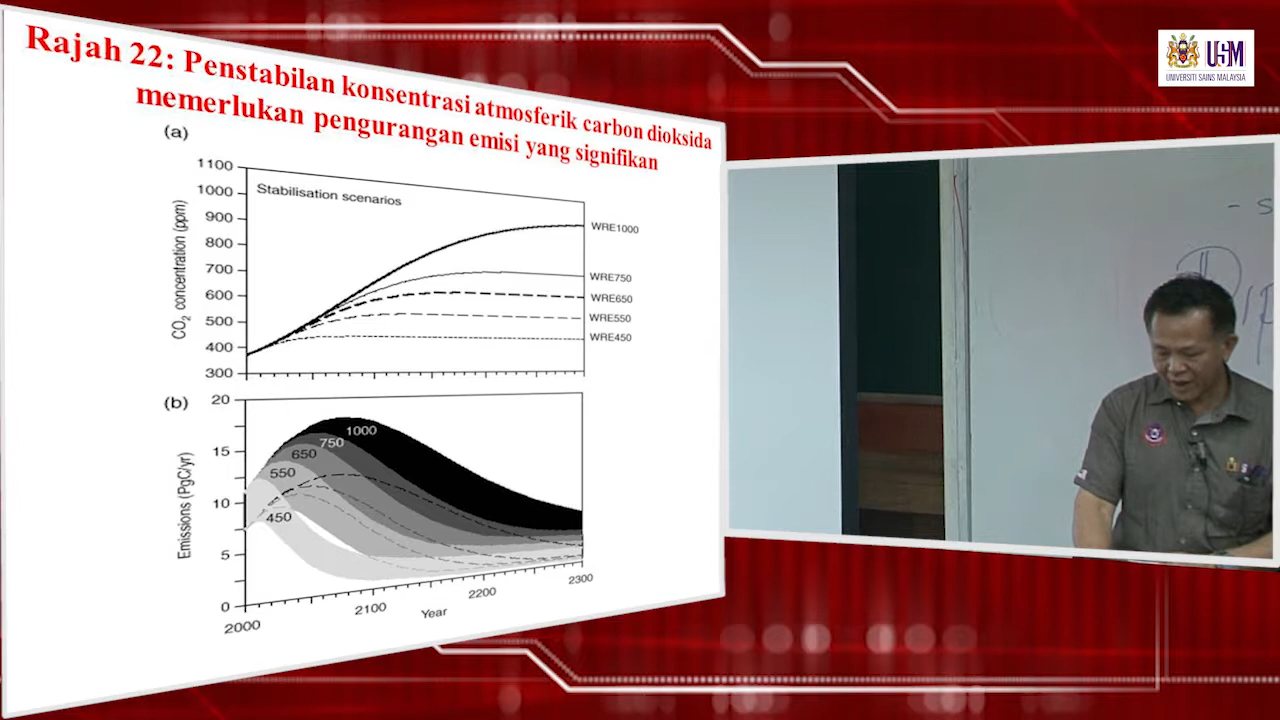 Rajah 22: Penstabilan konsentrasi atmosferik carbon dioksida
memerlukan pengurangan emisi yang signifikan
USM
UNIVERSITI SAINS MALAYSIA
(a)
1100
1000
900
800
700
600
500
400
300
CO2 concentration (ppm)
Stabilisation scenarios
WRE1000
WRE750
WRE650
WRE550
WRE450
(b)
20
15
10
5
0
Emissions (PgC/yr)
1000
750
650
550
450
2000
2100
2200
2300
Year